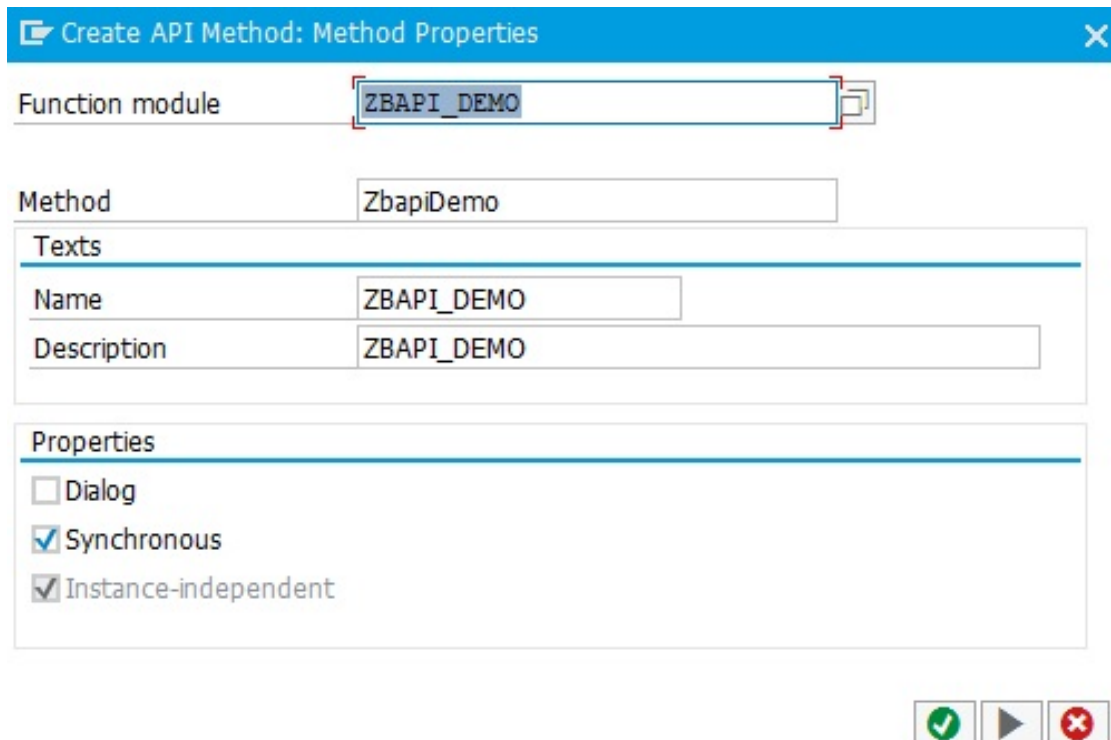 Create API Method: Method Properties
Function module ZBAPI_DEMO
Method ZbapiDemo
Texts
Name ZBAPI_DEMO
Description ZBAPI_DEMO
Properties
Dialog
Synchronous
Instance-independent